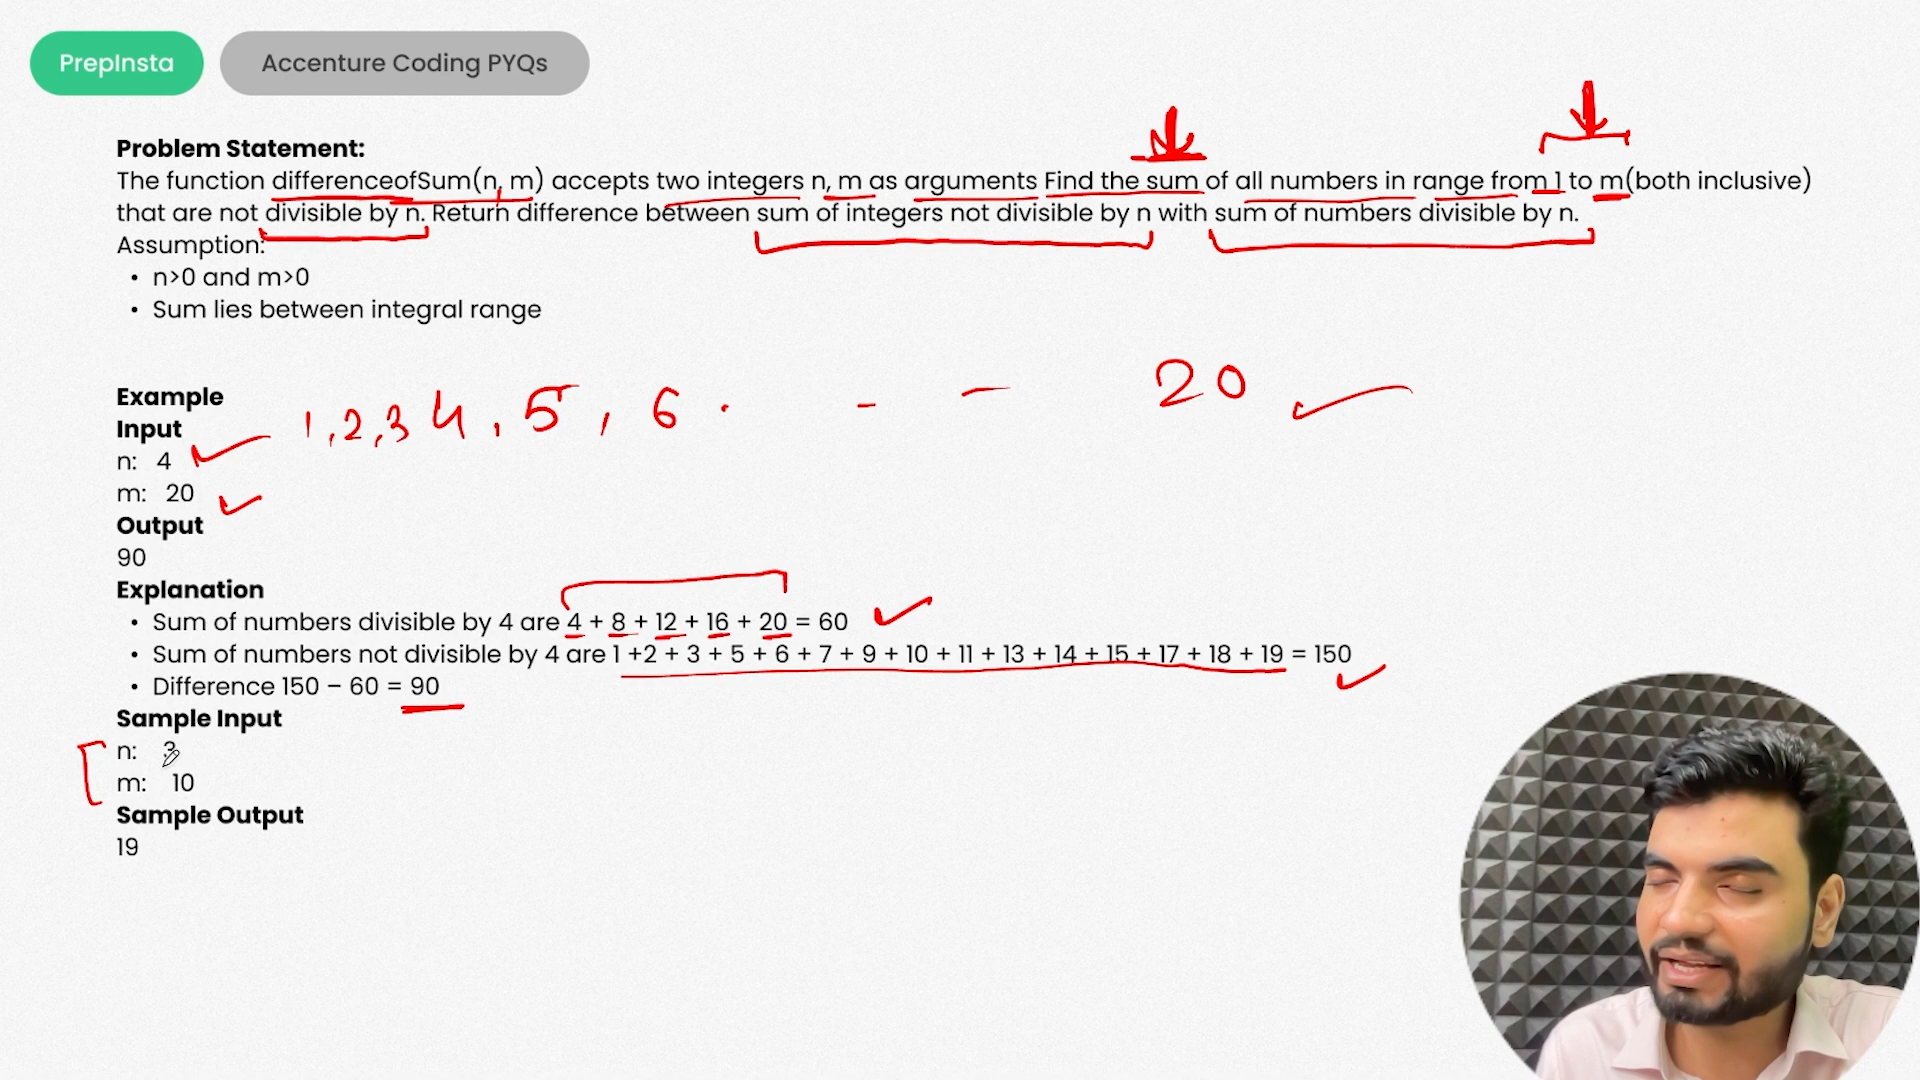 PrepInsta
Accenture Coding PYQs
Problem Statement:
The function differenceofSum(n, m) accepts two integers n, m as arguments Find the sum of all numbers in range from 1 to m(both inclusive)
that are not divisible by n. Return difference between sum of integers not divisible by n with sum of numbers divisible by n.
Assumption:
• n>0 and m>0
• Sum lies between integral range
Example
1,2,3 4, 5, 6 . - - 20
Input
n: 4
m: 20
Output
90
Explanation
• Sum of numbers divisible by 4 are 4 + 8 + 12 + 16 + 20 = 60
• Sum of numbers not divisible by 4 are 1 +2 + 3 + 5 + 6 + 7 + 9 + 10 + 11 + 13 + 14 + 15 + 17 + 18 + 19 = 150
• Difference 150 – 60 = 90
Sample Input
n: 3
m: 10
Sample Output
19